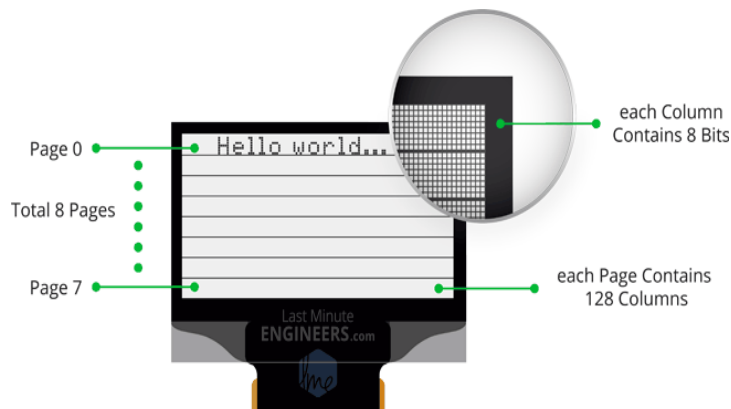 Hello world...
each Column
Contains 8 Bits
Page 0
Total 8 Pages
Page 7
each Page Contains
128 Columns
Last Minute
ENGINEERS.com
lme